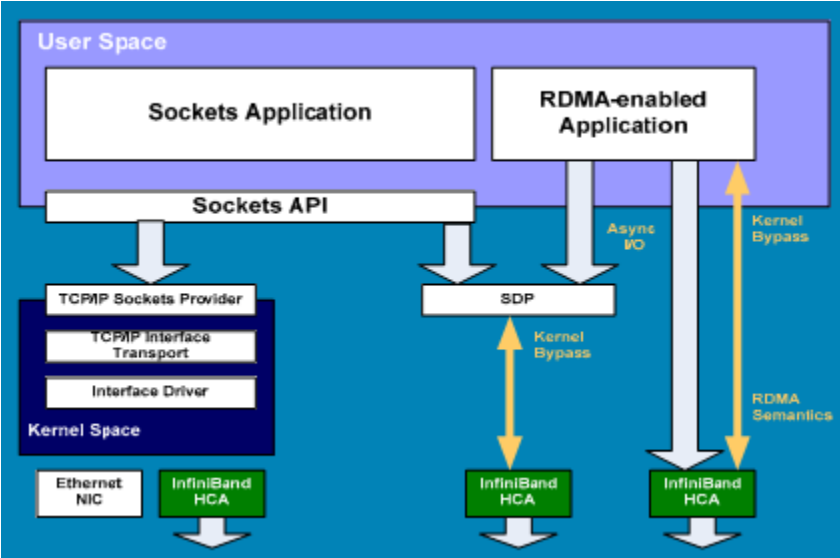 User Space
Sockets Application
RDMA-enabled
Application
Sockets API
Async
I/O
Kernel
Bypass
TCP/IP Sockets Provider
SDP
TCP/IP Interface
Transport
Kernel
Bypass
Interface Driver
RDMA
Semantics
Kernel Space
Ethernet
NIC
InfiniBand
HCA
InfiniBand
HCA
InfiniBand
HCA